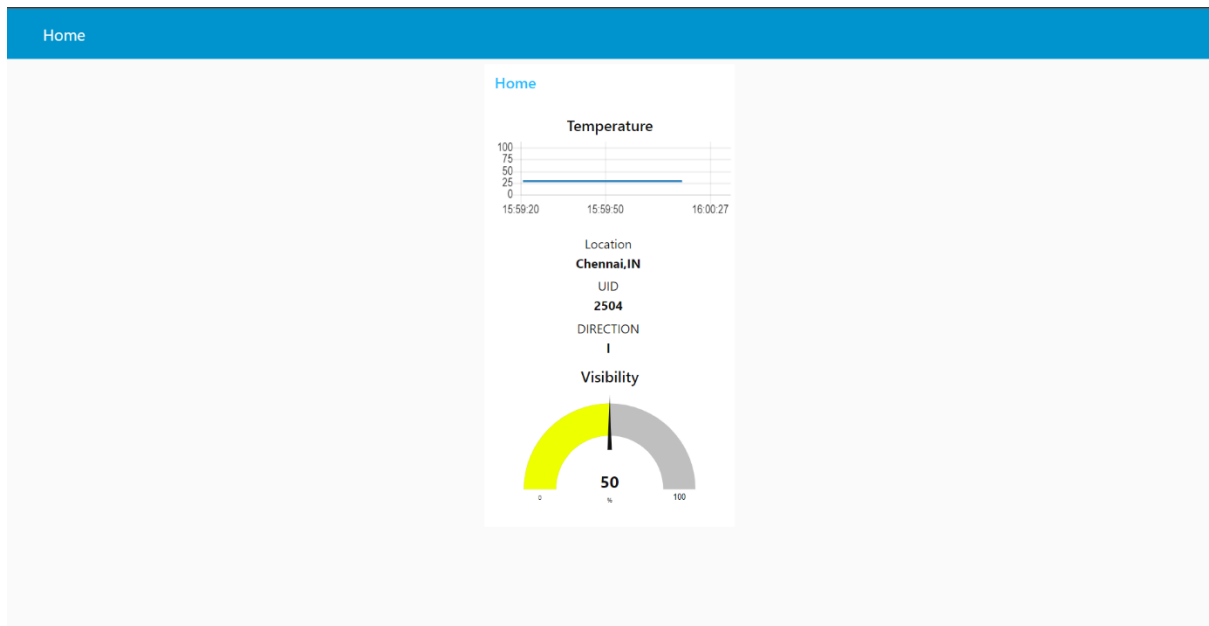 Home
Home
Temperature
100
75
50
25
0
15:59:20 15:59:50 16:00:27
Location
Chennai,IN
UID
2504
DIRECTION
l
Visibility
50
0 % 100